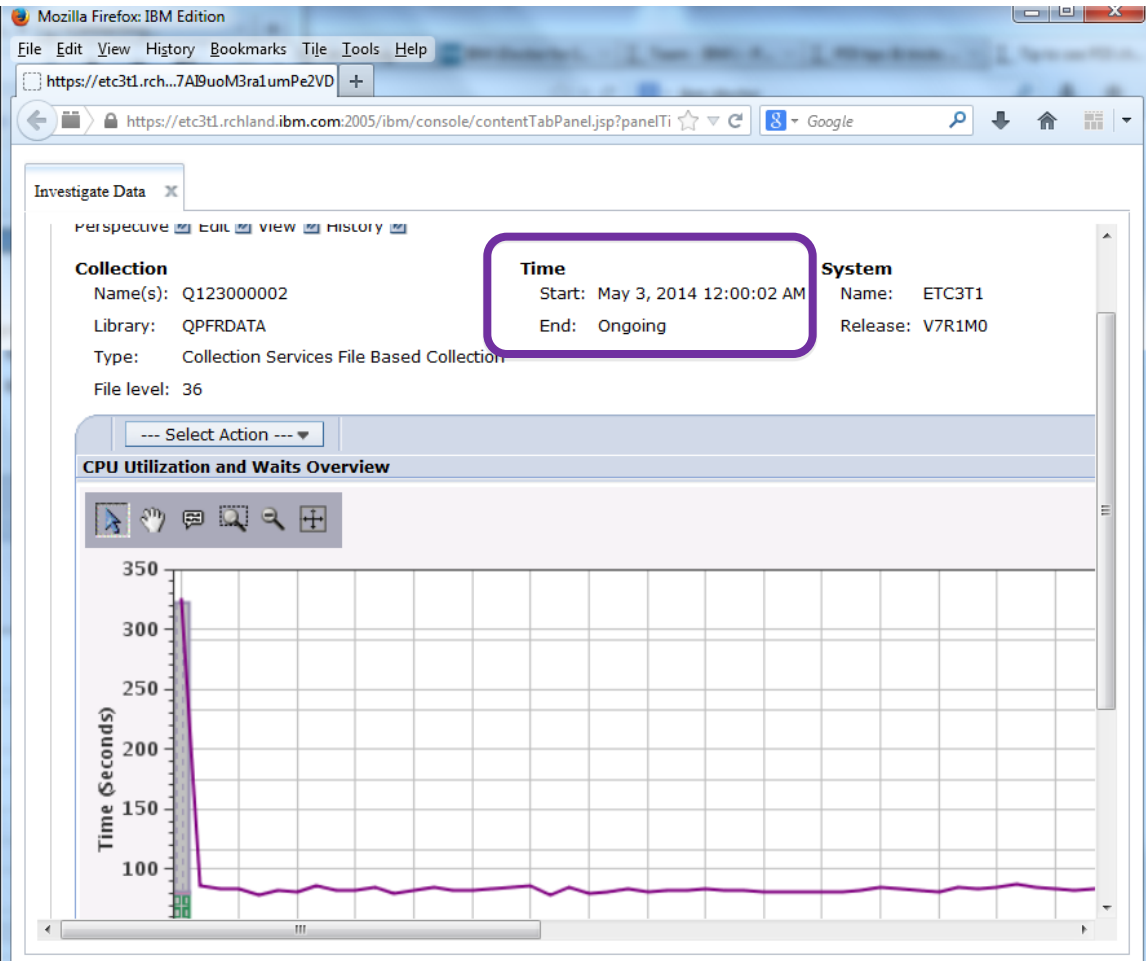 Mozilla Firefox: IBM Edition
File Edit View History Bookmarks Tile Tools Help
https://etc3t1.rch...7AI9uoM3ra1umPe2VD +
https://etc3t1.rchland.ibm.com:2005/ibm/console/contentTabPanel.jsp?panelTi 8 Google
Investigate Data X
Perspective Edit View History
Collection Time System
Name(s): Q123000002 Start: May 3, 2014 12:00:02 AM Name: ETC3T1
Library: QPFRDATA End: Ongoing Release: V7R1M0
Type: Collection Services File Based Collection
File level: 36
--- Select Action ---
CPU Utilization and Waits Overview
350
300
250
200
150
100
Time (Seconds)